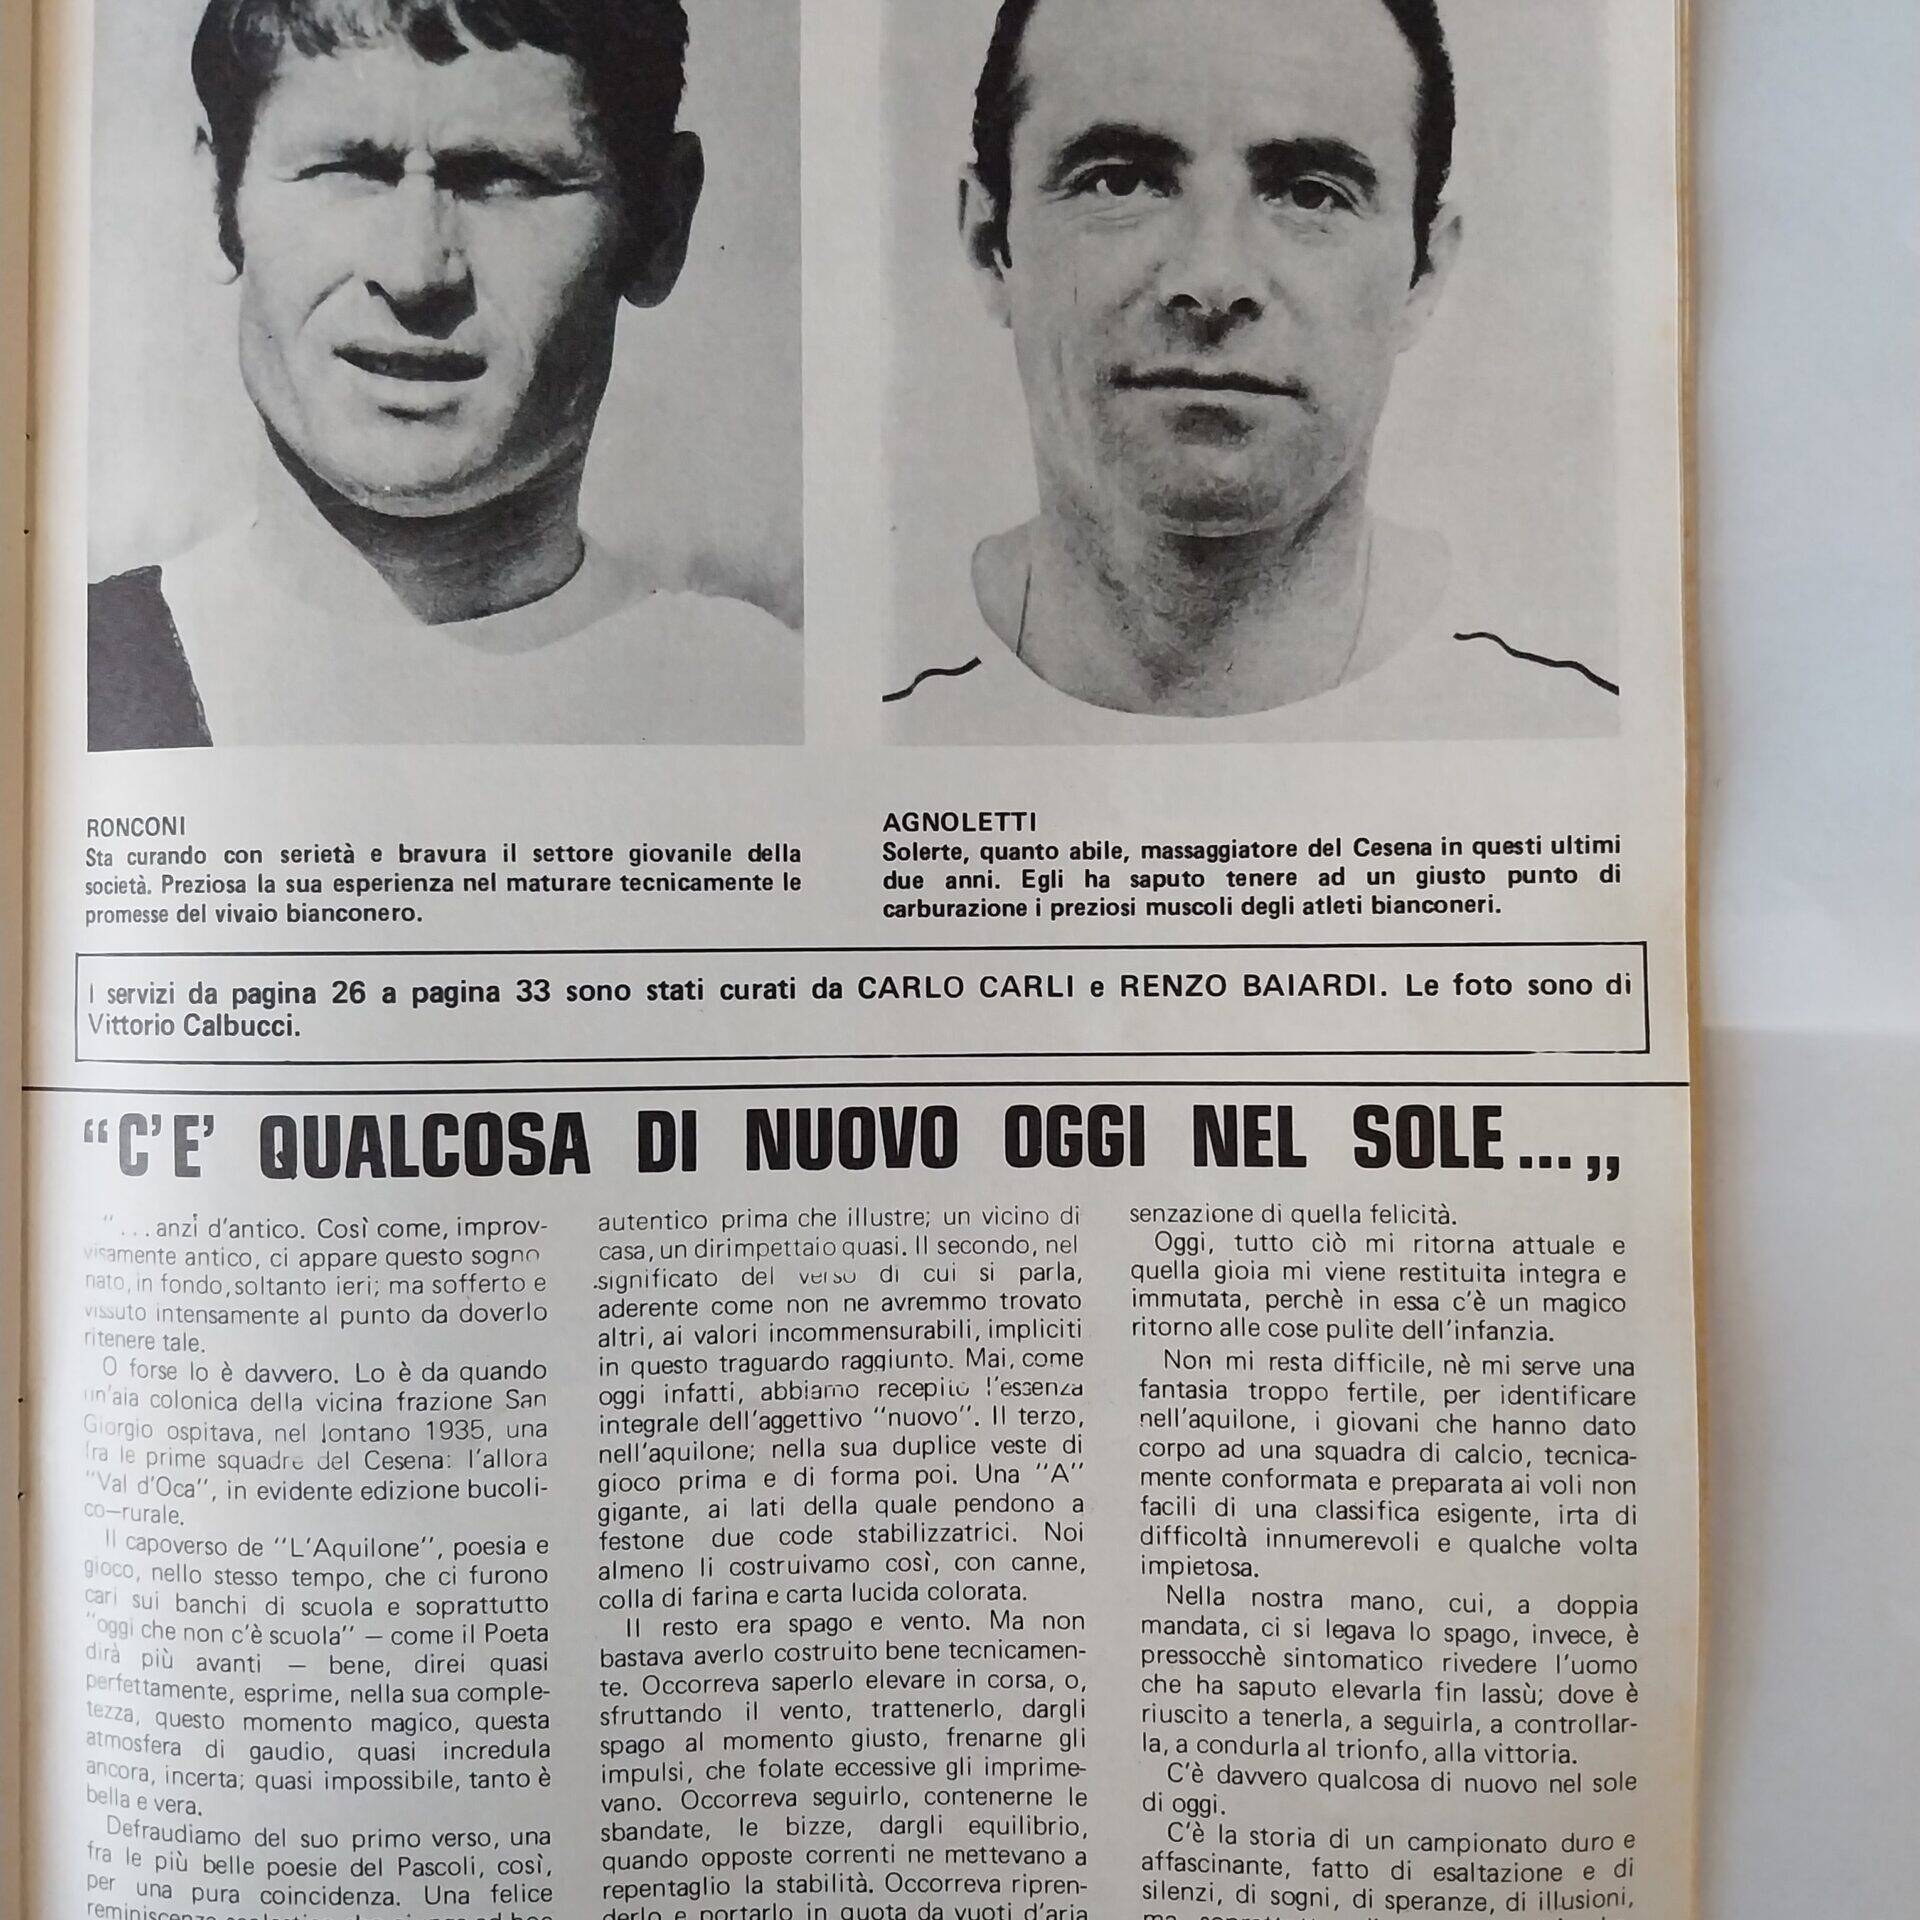 RONCONI
Sta curando con serietà e bravura il settore giovanile della
società. Preziosa la sua esperienza nel maturare tecnicamente le
promesse del vivaio bianconero.
AGNOLETTI
Solerte, quanto abile, massaggiatore del Cesena in questi ultimi
due anni. Egli ha saputo tenere ad un giusto punto di
carburazione i preziosi muscoli degli atleti bianconeri.
I servizi da pagina 26 a pagina 33 sono stati curati da CARLO CARLI e RENZO BAIARDI. Le foto sono di
Vittorio Calbucci.
“C'E' QUALCOSA DI NUOVO OGGI NEL SOLE...„
“...anzi d'antico. Così come, improv-
visamente antico, ci appare questo sogno
nato, in fondo, soltanto ieri; ma sofferto e
vissuto intensamente al punto da doverlo
ritenere tale.
O forse lo è davvero. Lo è da quando
un'aia colonica della vicina frazione San
Giorgio ospitava, nel lontano 1935, una
fra le prime squadre del Cesena: l'allora
"Val d'Oca", in evidente edizione bucoli-
co-rurale.
Il capoverso de "L'Aquilone", poesia e
gioco, nello stesso tempo, che ci furono
cari sui banchi di scuola e soprattutto
"oggi che non c'è scuola" — come il Poeta
dirà più avanti — bene, direi quasi
perfettamente, esprime, nella sua comple-
tezza, questo momento magico, questa
atmosfera di gaudio, quasi incredula
ancora, incerta; quasi impossibile, tanto è
bella e vera.
Defraudiamo del suo primo verso, una
fra le più belle poesie del Pascoli, così,
per una pura coincidenza. Una felice
autentico prima che illustre; un vicino di
casa, un dirimpettaio quasi. Il secondo, nel
significato del verso di cui si parla,
aderente come non ne avremmo trovato
altri, ai valori incommensurabili, impliciti
in questo traguardo raggiunto. Mai, come
oggi infatti, abbiamo recepito l'essenza
integrale dell'aggettivo "nuovo". Il terzo,
nell'aquilone; nella sua duplice veste di
gioco prima e di forma poi. Una "A"
gigante, ai lati della quale pendono a
festone due code stabilizzatrici. Noi
almeno li costruivamo così, con canne,
colla di farina e carta lucida colorata.
Il resto era spago e vento. Ma non
bastava averlo costruito bene tecnicamen-
te. Occorreva saperlo elevare in corsa, o,
sfruttando il vento, trattenerlo, dargli
spago al momento giusto, frenarne gli
impulsi, che folate eccessive gli imprime-
vano. Occorreva seguirlo, contenerne le
sbandate, le bizze, dargli equilibrio,
quando opposte correnti ne mettevano a
repentaglio la stabilità. Occorreva ripren-
derlo e portarlo in quota da vuoti d'aria
senzazione di quella felicità.
Oggi, tutto ciò mi ritorna attuale e
quella gioia mi viene restituita integra e
immutata, perchè in essa c'è un magico
ritorno alle cose pulite dell'infanzia.
Non mi resta difficile, nè mi serve una
fantasia troppo fertile, per identificare
nell'aquilone, i giovani che hanno dato
corpo ad una squadra di calcio, tecnica-
mente conformata e preparata ai voli non
facili di una classifica esigente, irta di
difficoltà innumerevoli e qualche volta
impietosa.
Nella nostra mano, cui, a doppia
mandata, ci si legava lo spago, invece, è
pressocchè sintomatico rivedere l'uomo
che ha saputo elevarla fin lassù; dove è
riuscito a tenerla, a seguirla, a controllar-
la, a condurla al trionfo, alla vittoria.
C'è davvero qualcosa di nuovo nel sole
di oggi.
C'è la storia di un campionato duro e
affascinante, fatto di esaltazione e di
silenzi, di sogni, di speranze, di illusioni,